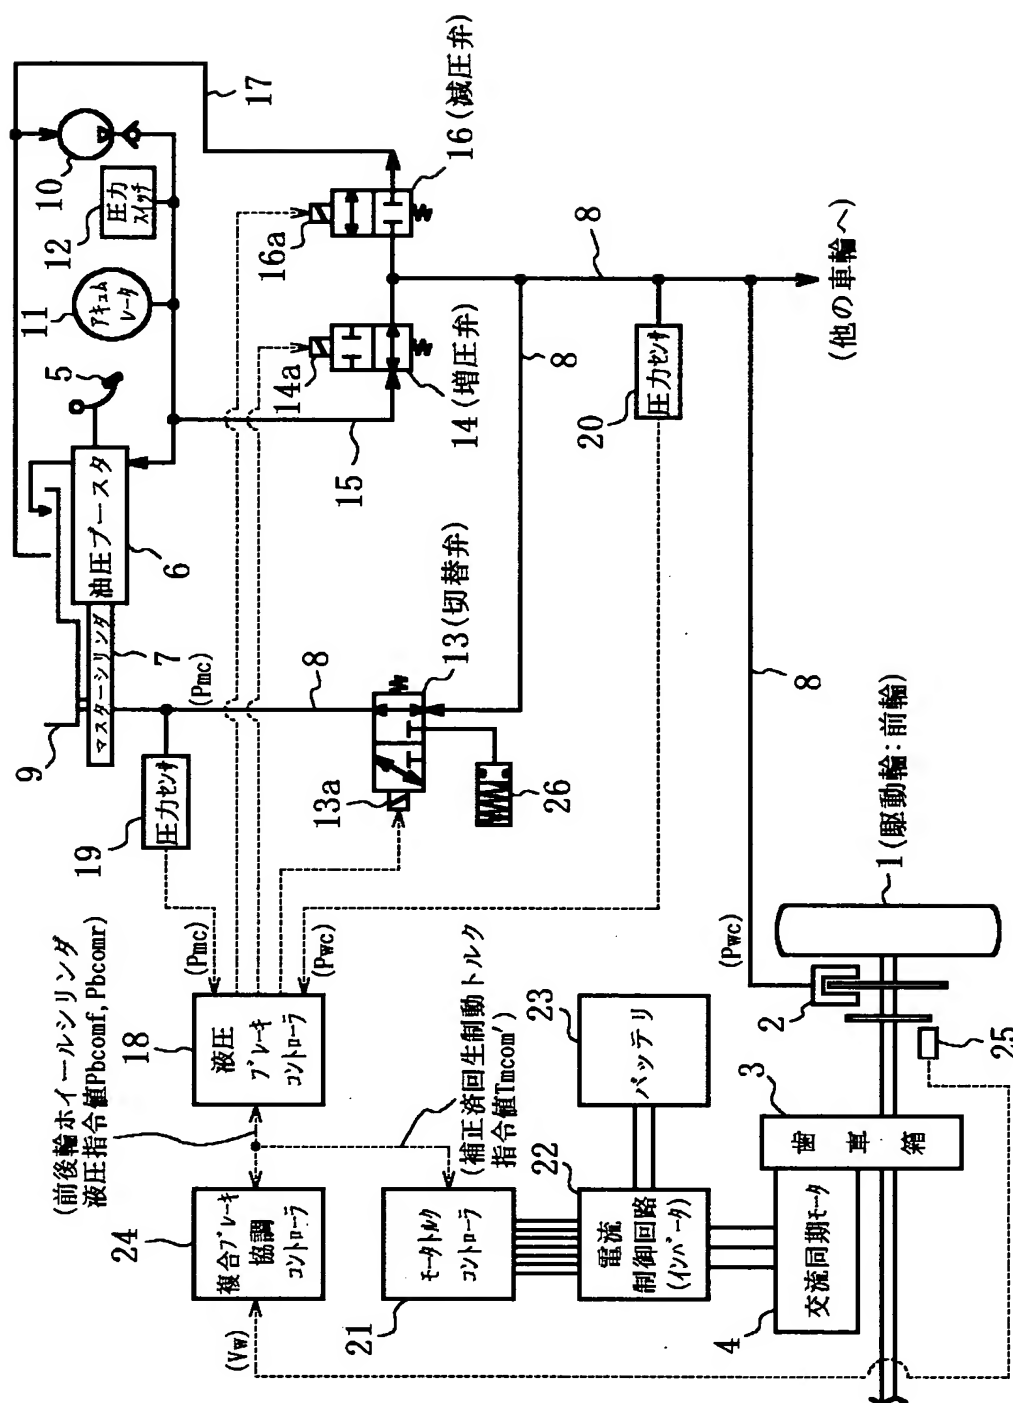 17
10
圧力
スイッチ
12
アキュム
レータ
11
5
油圧ブースタ
6
マスターシリンダ
7
(Pmc)
9
圧力センサ
19
8
16 (減圧弁)
16a
14a
14 (増圧弁)
15
13 (切替弁)
13a
26
8
8
圧力センサ
20
(他の車輪へ)
8
(前後輪ホイールシリンダ
液圧指令値Pbcomf,Pbcomr)
(Pmc)
(Pwc)
液圧
ブレーキ
コントローラ
18
複合ブレーキ
協調
コントローラ
24
(Vw)
(補正済回生制動トルク
指令値Tmcom')
モータトルク
コントローラ
21
バッテリ
23
電流
制御回路
(インバータ)
22
歯車箱
3
交流同期モータ
4
(Pwc)
2
1 (駆動輪:前輪)
25